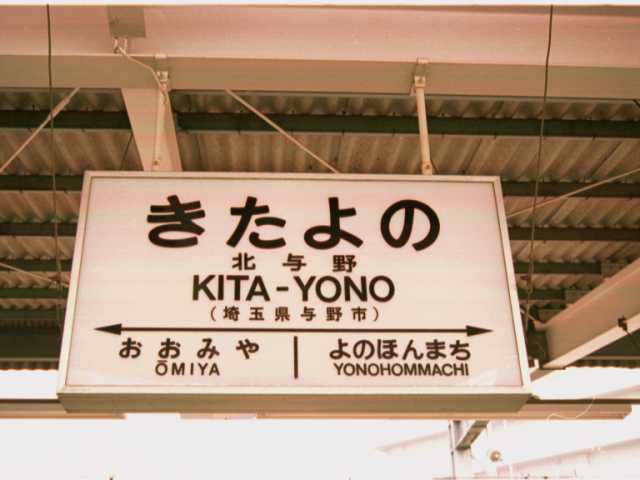 きたよの
北与野
KITA-YONO
(埼玉県与野市)
おおみや よのほんまち
ŌMIYA YONOHOMMACHI